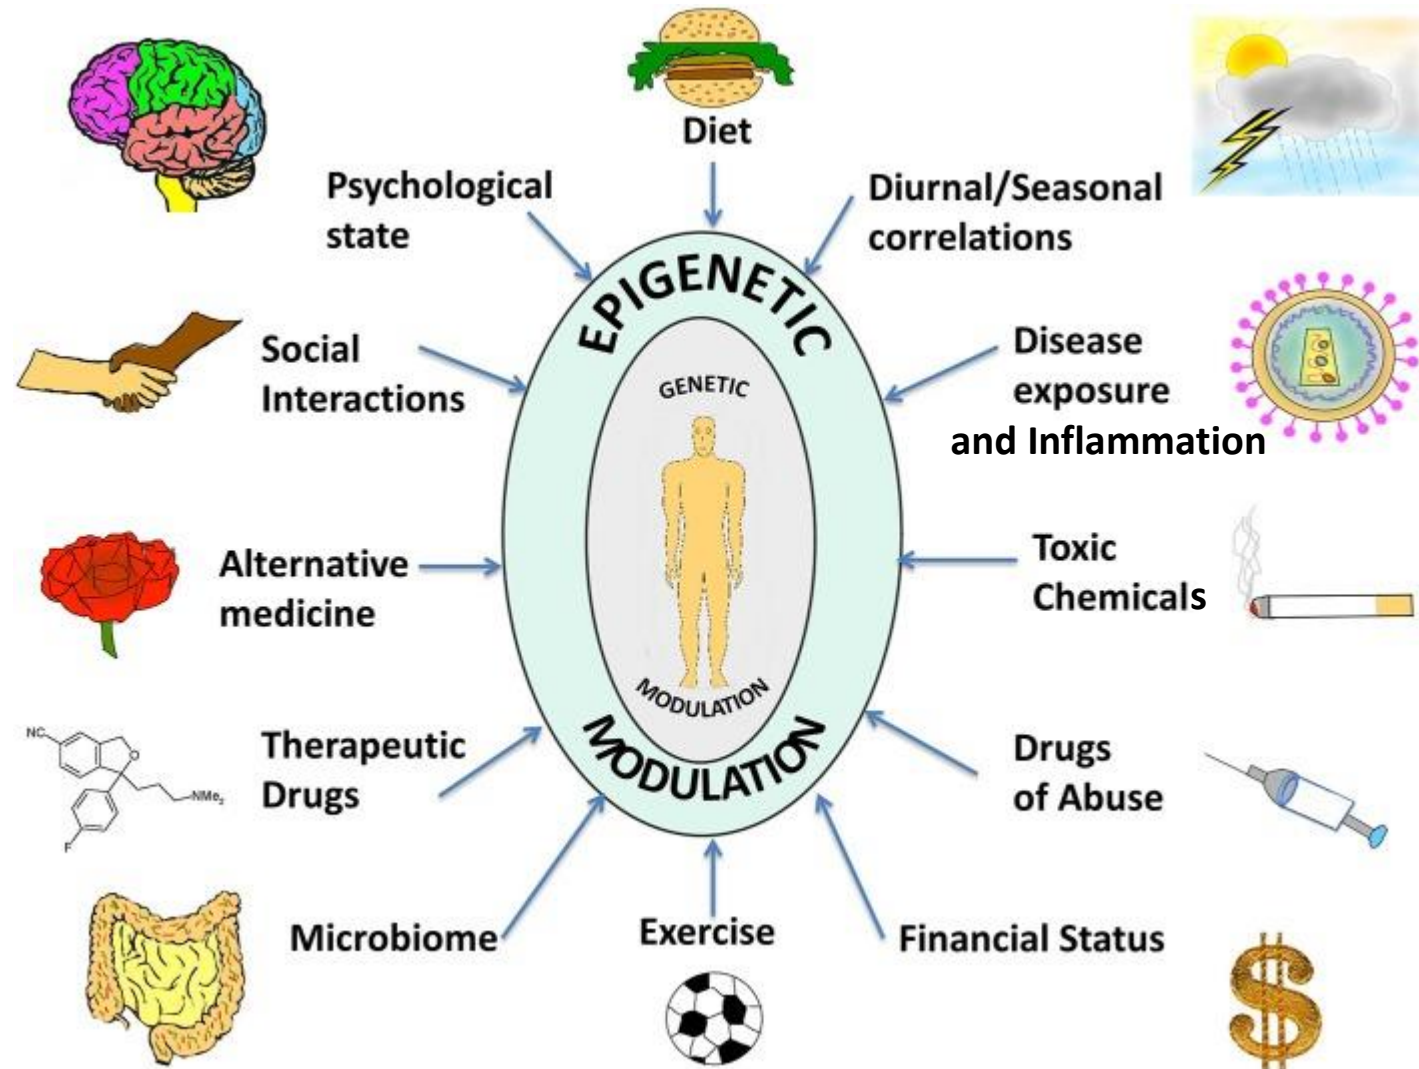 Diet
Psychological
state
Diurnal/Seasonal
correlations
EPIGENETIC
Social
Interactions
GENETIC
Disease
exposure
and Inflammation
Alternative
medicine
Toxic
Chemicals
MODULATION
MODULATION
NC
O
NMe2
F
Therapeutic
Drugs
Drugs
of Abuse
Microbiome
Exercise
Financial Status
$